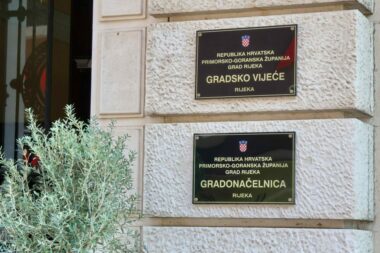 REPUBLIKA HRVATSKA
PRIMORSKO-GORANSKA ŽUPANIJA
GRAD RIJEKA
GRADSKO VIJEĆE
RIJEKA
REPUBLIKA HRVATSKA
PRIMORSKO-GORANSKA ŽUPANIJA
GRAD RIJEKA
GRADONAČELNICA
RIJEKA